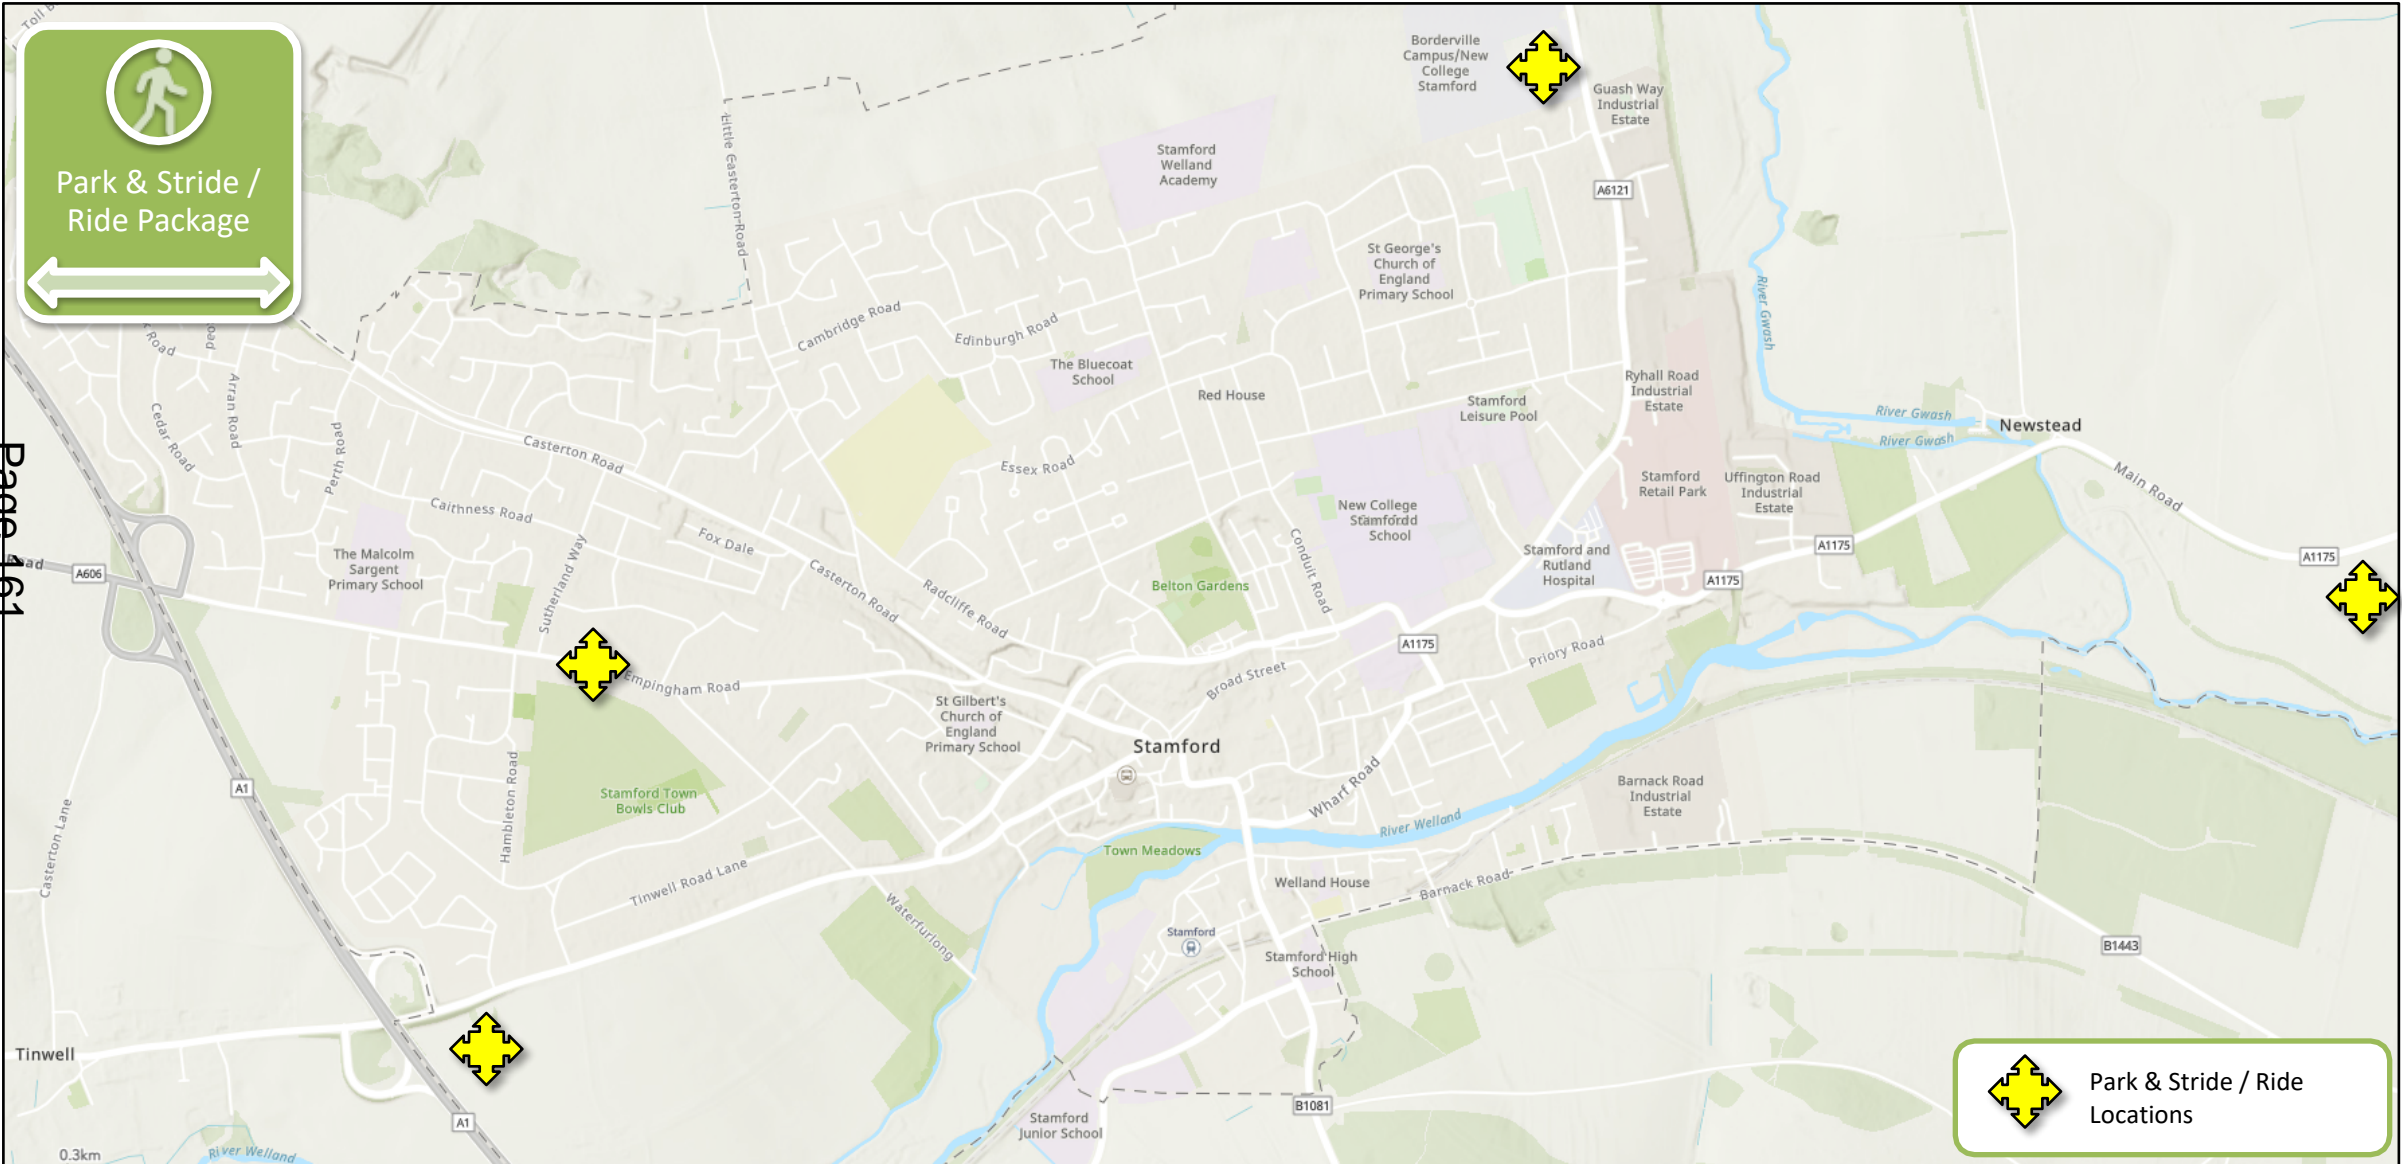 Toll B
Park & Stride /
Ride Package
Borderville
Campus/New
College
Stamford
Guash Way
Industrial
Estate
Little Casterton Road
Stamford
Welland
Academy
A6121
St George's
Church of
England
Primary School
River Gwash
Cambridge Road
Edinburgh Road
The Bluecoat
School
Red House
Ryhall Road
Industrial
Estate
Stamford
Leisure Pool
k Road
oad
Arran Road
Cedar Road
Perth Road
Casterton Road
Caithness Road
Essex Road
River Gwash
River Gwash
Newstead
Main Road
Stamford
Retail Park
Uffington Road
Industrial
Estate
New College
Stamford
School
Conduit Road
Page 161
oad
A606
The Malcolm
Sargent
Primary School
Sutherland Way
Fox Dale
Casterton Road
Radcliffe Road
Belton Gardens
Stamford and
Rutland
Hospital
A1175
A1175
A1175
A1175
Priory Road
Empingham Road
Broad Street
St Gilbert's
Church of
England
Primary School
Stamford
Wharf Road
River Welland
Barnack Road
Industrial
Estate
A1
Casterton Lane
Hambleton Road
Stamford Town
Bowls Club
Tinwell Road Lane
Town Meadows
Welland House
Barnack Road
Waterfurlong
Stamford
Stamford High
School
B1443
Tinwell
A1
B1081
Stamford
Junior School
0.3km
River Welland
Park & Stride / Ride
Locations